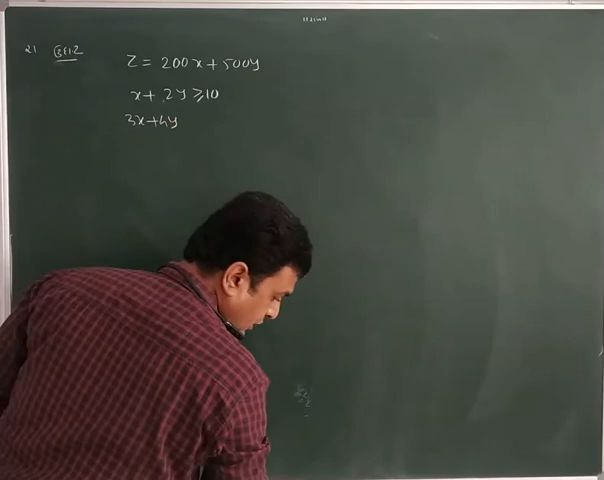 21
Z = 200x + 500y
x + 2y ≥ 10
3x + 4y